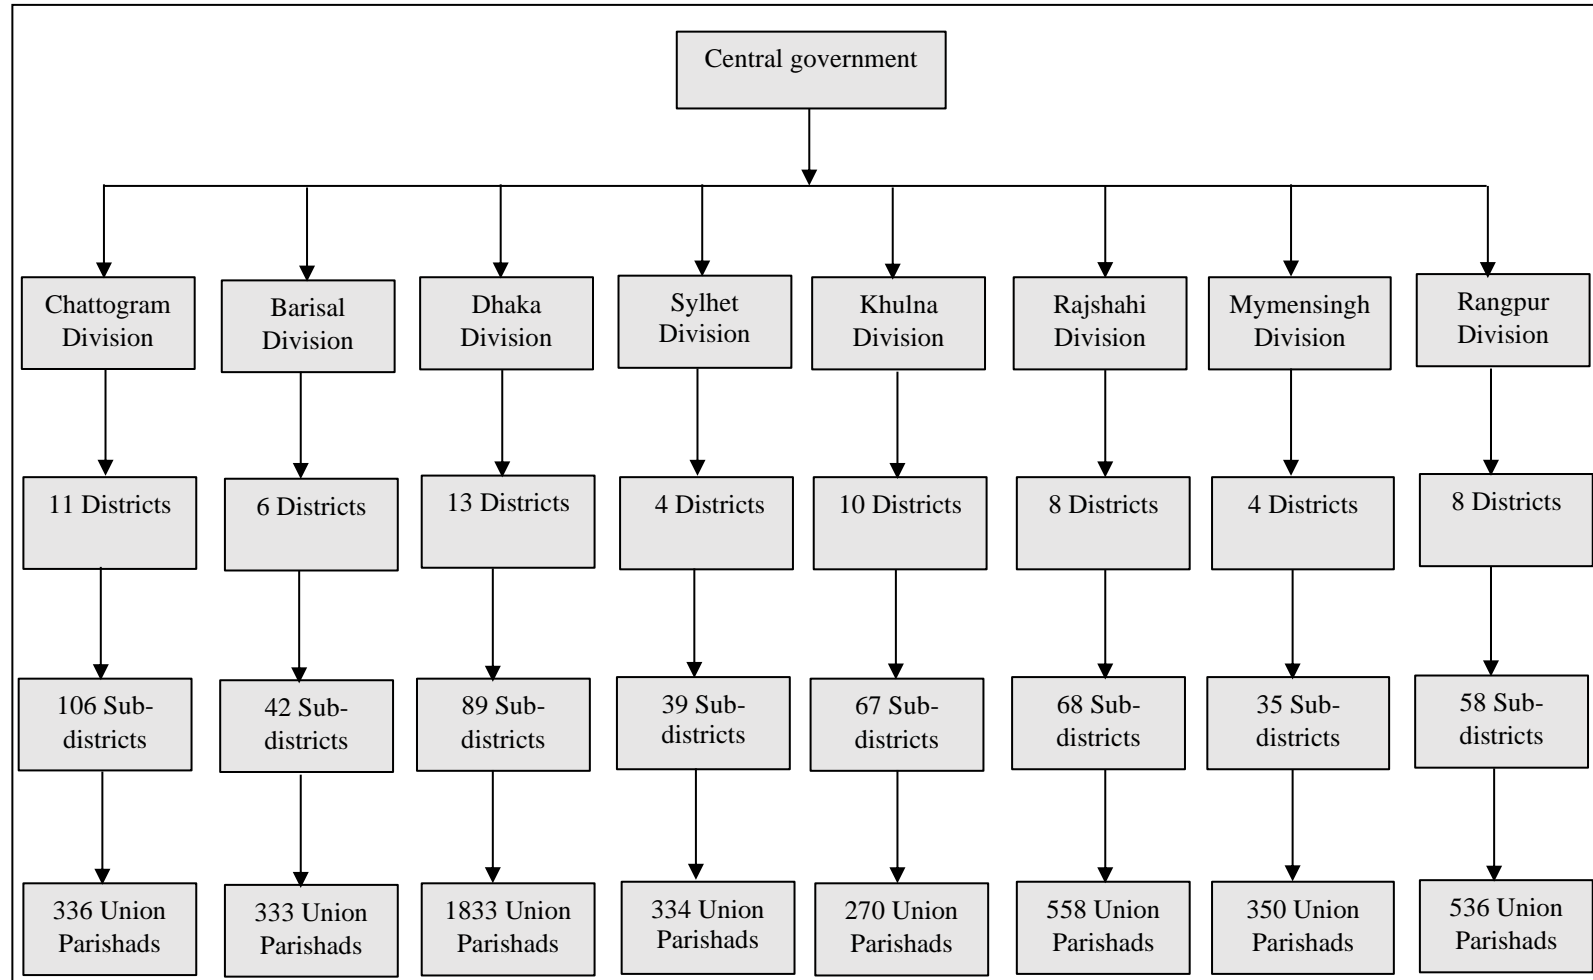 Central government
Chattogram
Division
Barisal
Division
Dhaka
Division
Sylhet
Division
Khulna
Division
Rajshahi
Division
Mymensingh
Division
Rangpur
Division
11 Districts
6 Districts
13 Districts
4 Districts
10 Districts
8 Districts
4 Districts
8 Districts
106 Sub-
districts
42 Sub-
districts
89 Sub-
districts
39 Sub-
districts
67 Sub-
districts
68 Sub-
districts
35 Sub-
districts
58 Sub-
districts
336 Union
Parishads
333 Union
Parishads
1833 Union
Parishads
334 Union
Parishads
270 Union
Parishads
558 Union
Parishads
350 Union
Parishads
536 Union
Parishads